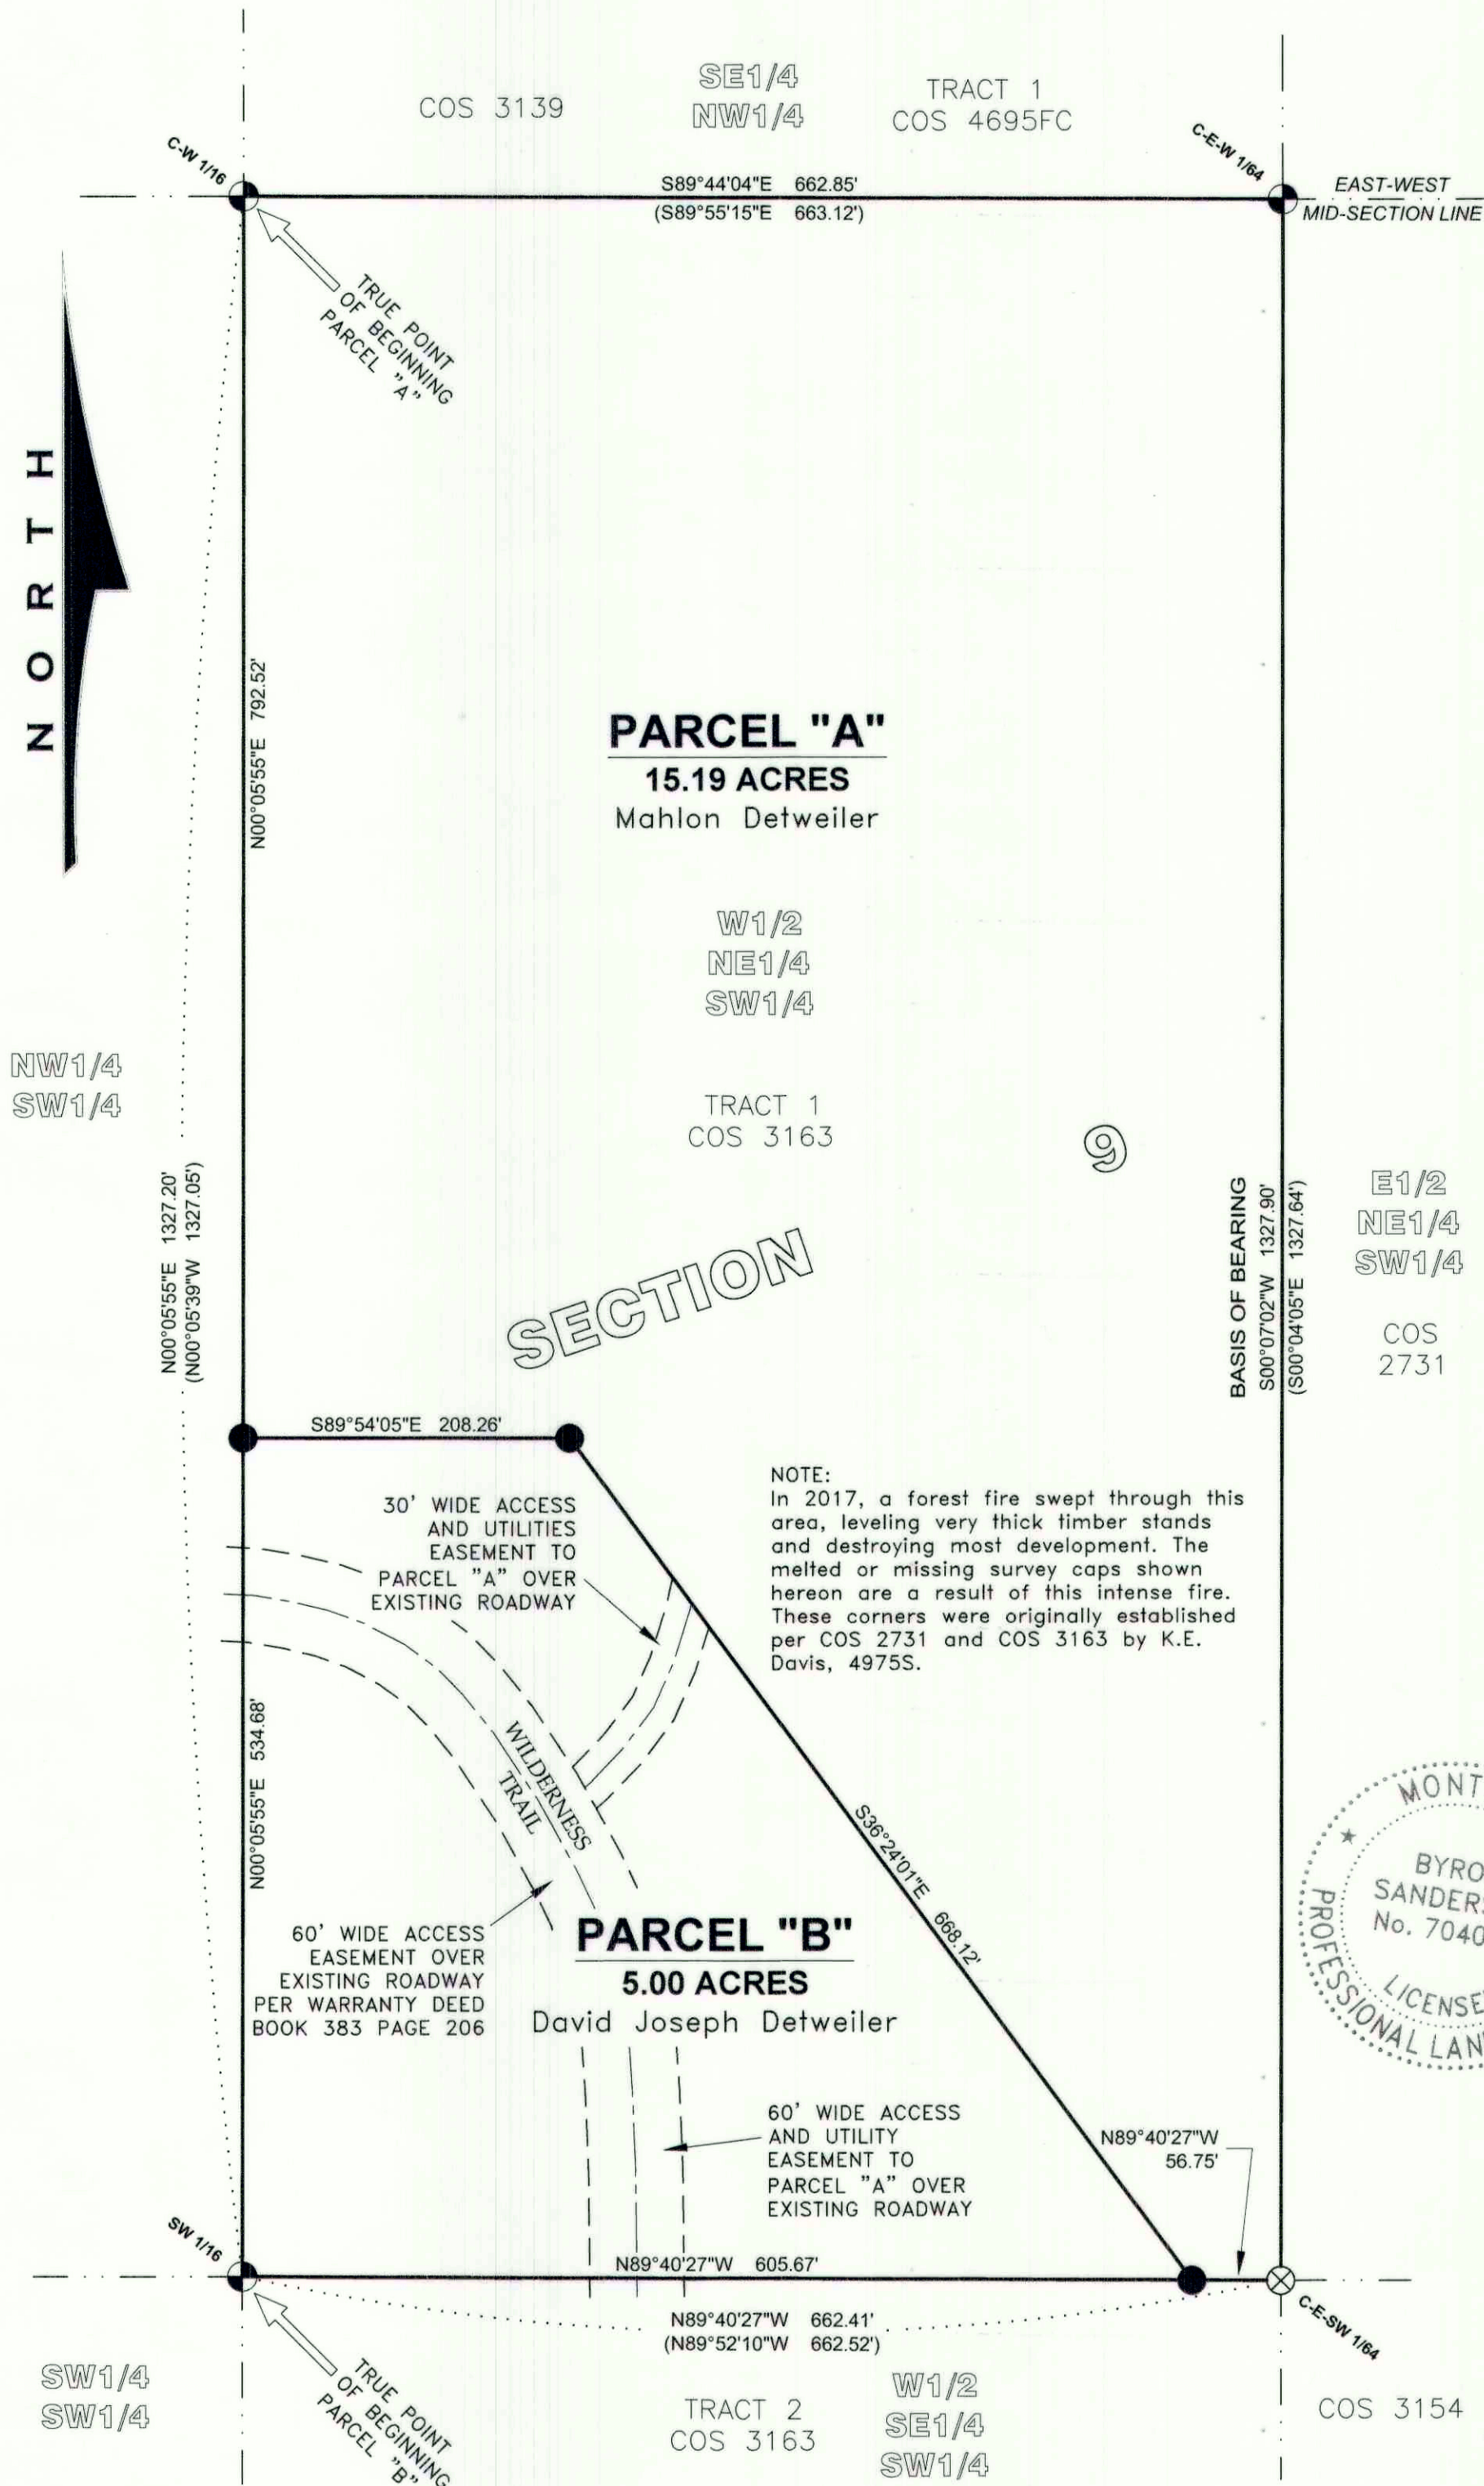 SE1/4
NW1/4
COS 3139
TRACT 1
COS 4695FC
C-W 1/16
C-E-W 1/64
S89°44'04"E 662.85'
(S89°55'15"E 663.12')
EAST-WEST
MID-SECTION LINE
TRUE POINT
OF BEGINNING
PARCEL "A"
NORTH
N00°05'55"E 792.52'
PARCEL "A"
15.19 ACRES
Mahlon Detweiler
W1/2
NE1/4
SW1/4
NW1/4
SW1/4
TRACT 1
COS 3163
9
SECTION
N00°05'55"E 1327.20'
(N00°05'39"W 1327.05')
BASIS OF BEARING
S00°07'02"W 1327.90'
(S00°04'05"E 1327.64')
E1/2
NE1/4
SW1/4
COS
2731
S89°54'05"E 208.26'
30' WIDE ACCESS
AND UTILITIES
EASEMENT TO
PARCEL "A" OVER
EXISTING ROADWAY
NOTE:
In 2017, a forest fire swept through this
area, leveling very thick timber stands
and destroying most development. The
melted or missing survey caps shown
hereon are a result of this intense fire.
These corners were originally established
per COS 2731 and COS 3163 by K.E.
Davis, 4975S.
N00°05'55"E 534.68'
WILDERNESS
TRAIL
S36°24'01"E 668.12'
MONT
BYRO
SANDER
No. 7040
LICENSE
PROFESSIONAL LAN
60' WIDE ACCESS
EASEMENT OVER
EXISTING ROADWAY
PER WARRANTY DEED
BOOK 383 PAGE 206
PARCEL "B"
5.00 ACRES
David Joseph Detweiler
60' WIDE ACCESS
AND UTILITY
EASEMENT TO
PARCEL "A" OVER
EXISTING ROADWAY
N89°40'27"W
56.75'
SW 1/16
N89°40'27"W 605.67'
N89°40'27"W 662.41'
(N89°52'10"W 662.52')
C-E-SW 1/64
TRUE POINT
OF BEGINNING
PARCEL "B"
SW1/4
SW1/4
TRACT 2
COS 3163
W1/2
SE1/4
SW1/4
COS 3154